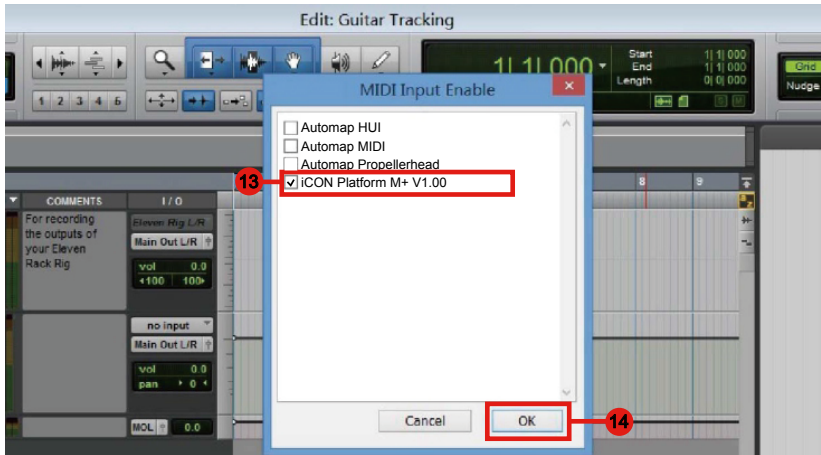 Edit: Guitar Tracking
1| 1| 000
Start 1| 1| 000
End 1| 1| 000
Length 0| 0| 000
Grid
Nudge
1 2 3 4 5
MIDI Input Enable
Automap HUI
Automap MIDI
Automap Propellerhead
13
iCON Platform M+ V1.00
8 9
COMMENTS I / O
For recording
the outputs of
your Eleven
Rack Rig
Eleven Rig L/R
Main Out L/R
vol 0.0
100 100
no input
Main Out L/R
vol 0.0
pan 0
MOL 0.0
Cancel OK
14